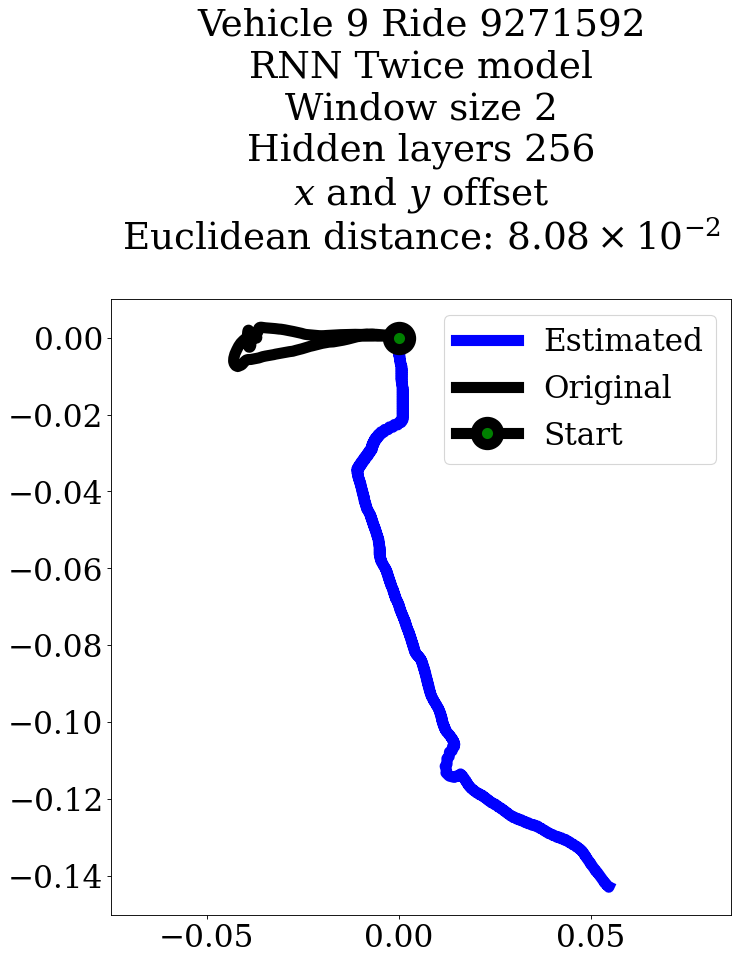 Vehicle 9 Ride 9271592
RNN Twice model
Window size 2
Hidden layers 256
x and y offset
Euclidean distance: 8.08 × 10⁻²
Estimated
Original
Start
0.00
−0.02
−0.04
−0.06
−0.08
−0.10
−0.12
−0.14
−0.05 0.00 0.05